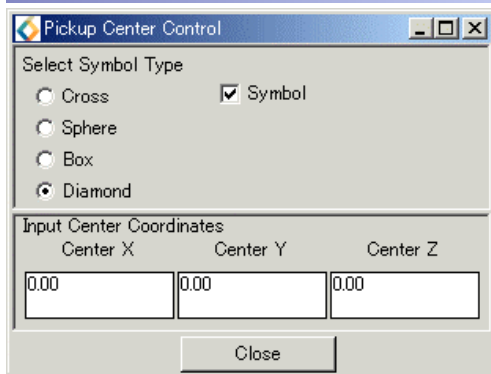 Pickup Center Control
Select Symbol Type
Cross
Symbol
Sphere
Box
Diamond
Input Center Coordinates
Center X Center Y Center Z
0.00 0.00 0.00
Close